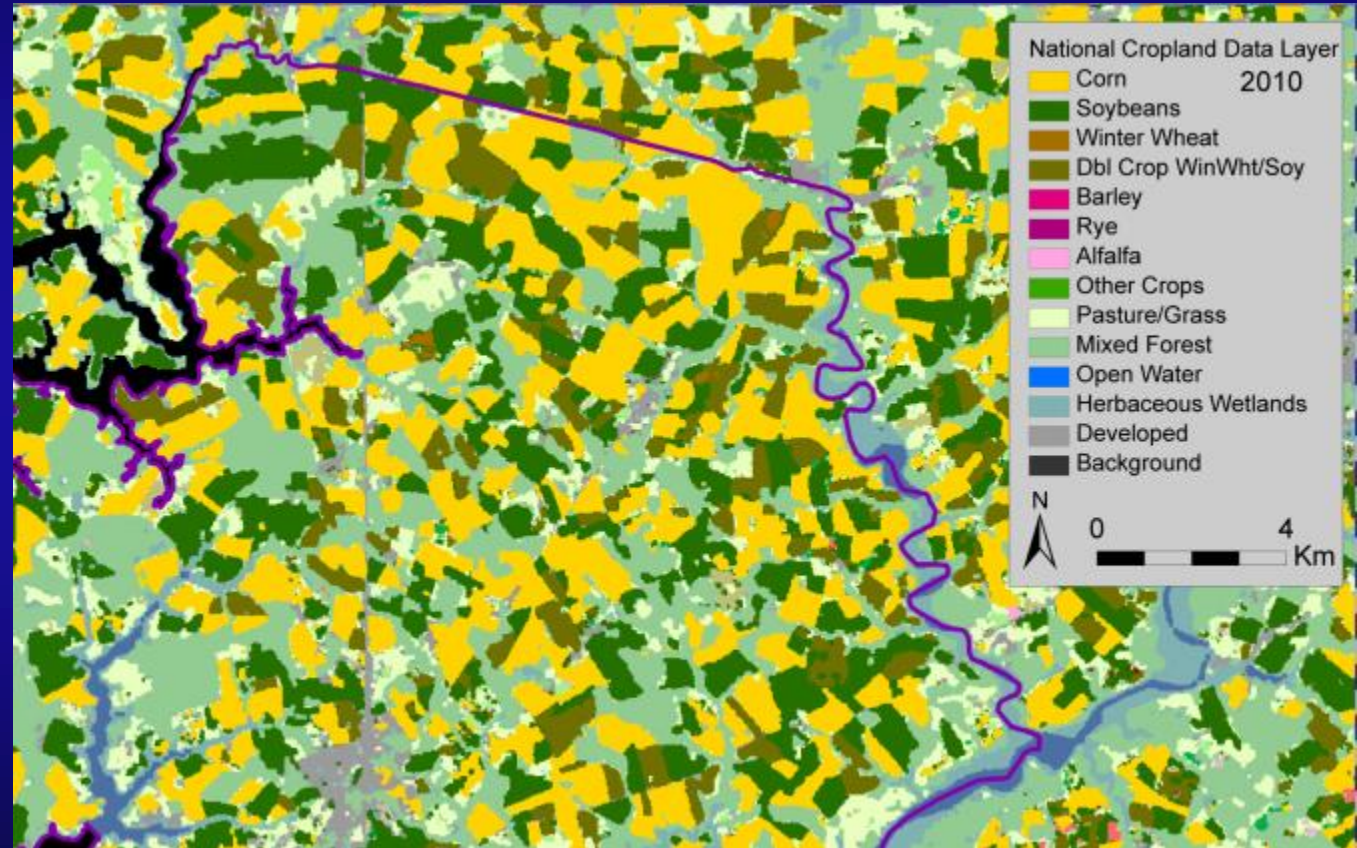 National Cropland Data Layer
2010
Corn
Soybeans
Winter Wheat
Dbl Crop WinWht/Soy
Barley
Rye
Alfalfa
Other Crops
Pasture/Grass
Mixed Forest
Open Water
Herbaceous Wetlands
Developed
Background
N
0 4
Km